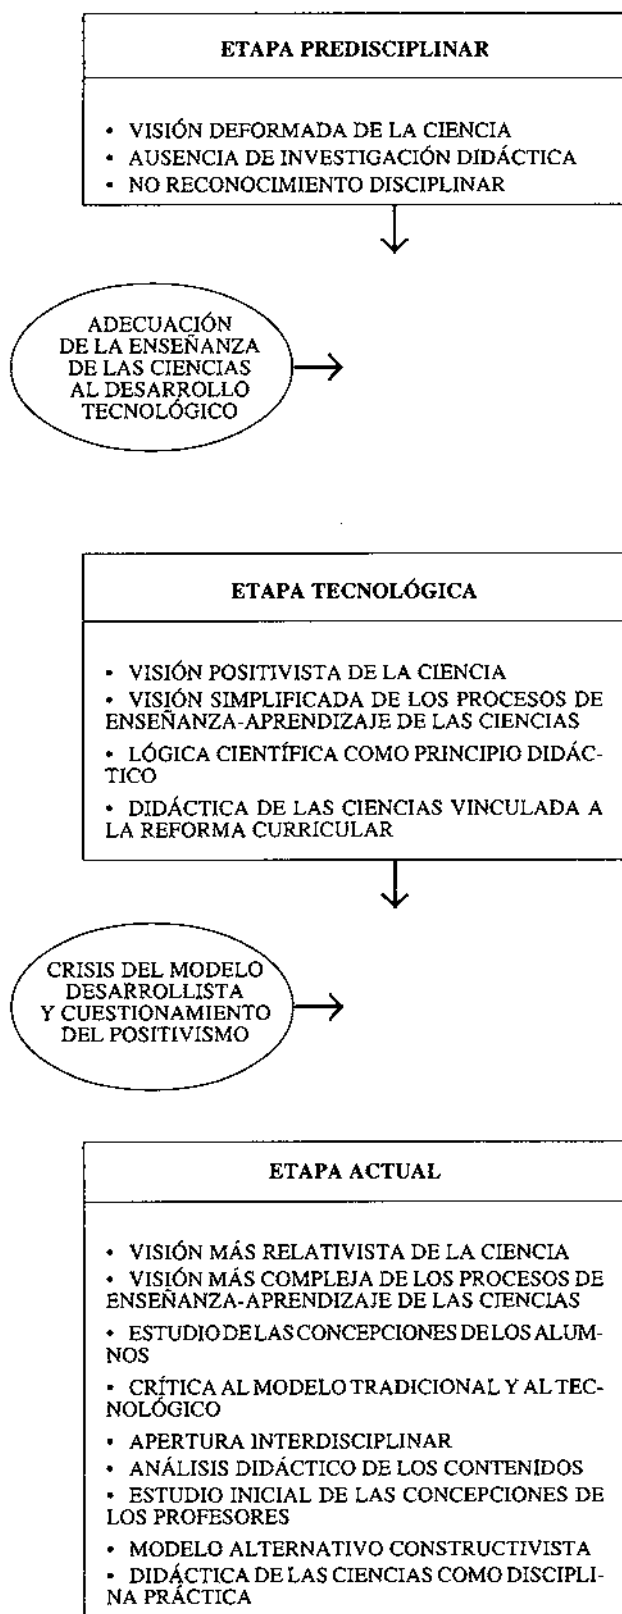 ETAPA PREDISCIPLINAR
• VISIÓN DEFORMADA DE LA CIENCIA
• AUSENCIA DE INVESTIGACIÓN DIDÁCTICA
• NO RECONOCIMIENTO DISCIPLINAR
ADECUACIÓN
DE LA ENSEÑANZA
DE LAS CIENCIAS
AL DESARROLLO
TECNOLÓGICO
ETAPA TECNOLÓGICA
• VISIÓN POSITIVISTA DE LA CIENCIA
• VISIÓN SIMPLIFICADA DE LOS PROCESOS DE
ENSEÑANZA-APRENDIZAJE DE LAS CIENCIAS
• LÓGICA CIENTÍFICA COMO PRINCIPIO DIDÁC-
TICO
• DIDÁCTICA DE LAS CIENCIAS VINCULADA A
LA REFORMA CURRICULAR
CRISIS DEL MODELO
DESARROLLISTA
Y CUESTIONAMIENTO
DEL POSITIVISMO
ETAPA ACTUAL
• VISIÓN MÁS RELATIVISTA DE LA CIENCIA
• VISIÓN MÁS COMPLEJA DE LOS PROCESOS DE
ENSEÑANZA-APRENDIZAJE DE LAS CIENCIAS
• ESTUDIO DE LAS CONCEPCIONES DE LOS ALUM-
NOS
• CRÍTICA AL MODELO TRADICIONAL Y AL TEC-
NOLÓGICO
• APERTURA INTERDISCIPLINAR
• ANÁLISIS DIDÁCTICO DE LOS CONTENIDOS
• ESTUDIO INICIAL DE LAS CONCEPCIONES DE
LOS PROFESORES
• MODELO ALTERNATIVO CONSTRUCTIVISTA
• DIDÁCTICA DE LAS CIENCIAS COMO DISCIPLI-
NA PRÁCTICA